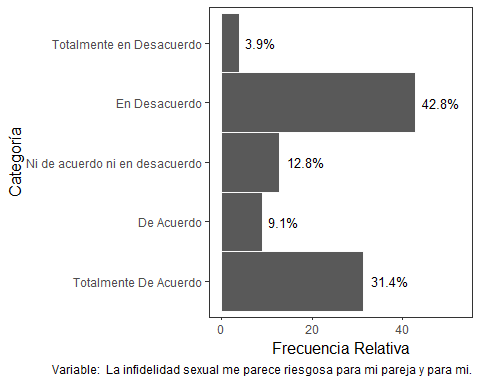 Totalmente en Desacuerdo
3.9%
En Desacuerdo
42.8%
Ni de acuerdo ni en desacuerdo
12.8%
De Acuerdo
9.1%
Totalmente De Acuerdo
31.4%
Categoría
0 20 40
Frecuencia Relativa
Variable: La infidelidad sexual me parece riesgosa para mi pareja y para mi.